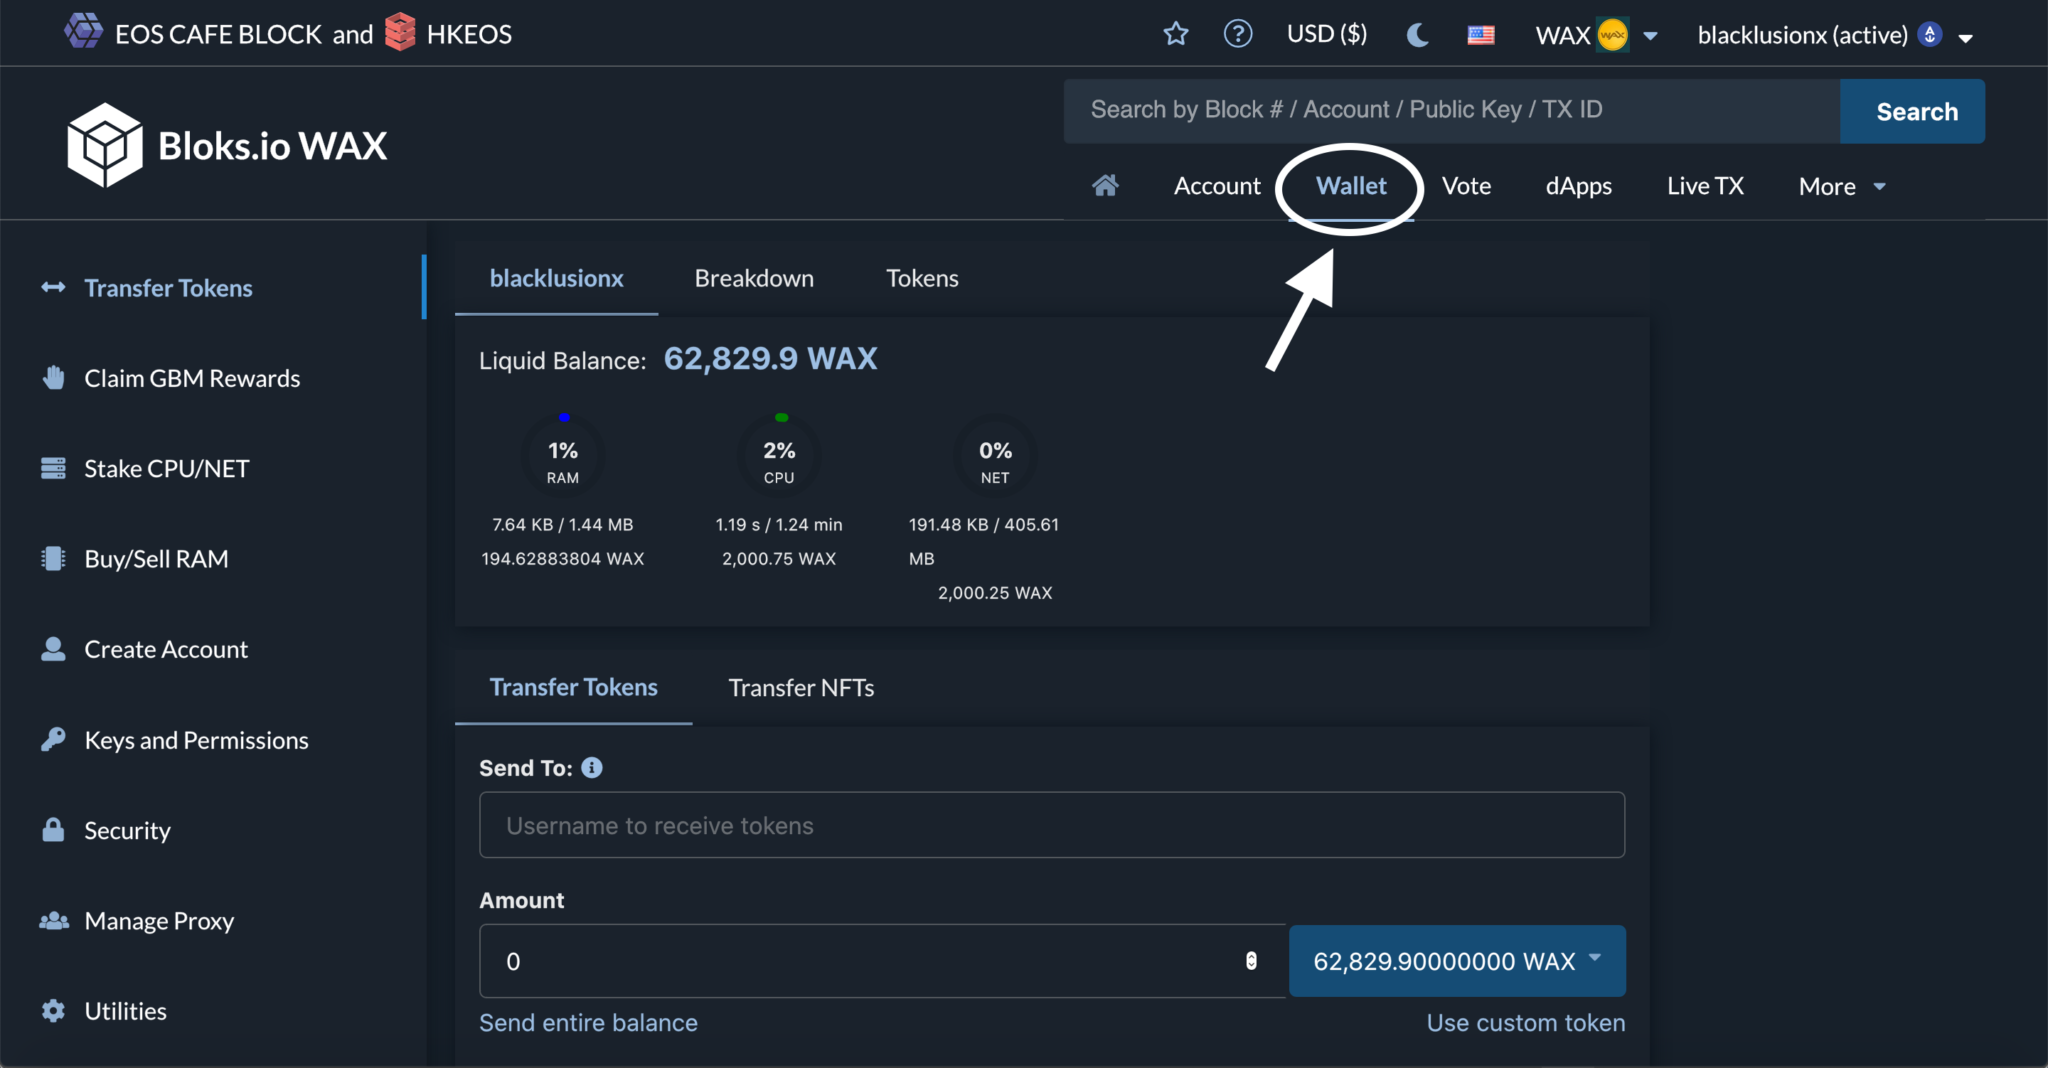 EOS CAFE BLOCK and HKEOS
USD ($)
WAX
blacklusionx (active)
Bloks.io WAX
Search by Block # / Account / Public Key / TX ID
Search
Account
Wallet
Vote
dApps
Live TX
More
Transfer Tokens
Claim GBM Rewards
Stake CPU/NET
Buy/Sell RAM
Create Account
Keys and Permissions
Security
Manage Proxy
Utilities
blacklusionx
Breakdown
Tokens
Liquid Balance: 62,829.9 WAX
1%
RAM
7.64 KB / 1.44 MB
194.62883804 WAX
2%
CPU
1.19 s / 1.24 min
2,000.75 WAX
0%
NET
191.48 KB / 405.61
MB
2,000.25 WAX
Transfer Tokens
Transfer NFTs
Send To:
Username to receive tokens
Amount
0
62,829.90000000 WAX
Send entire balance
Use custom token